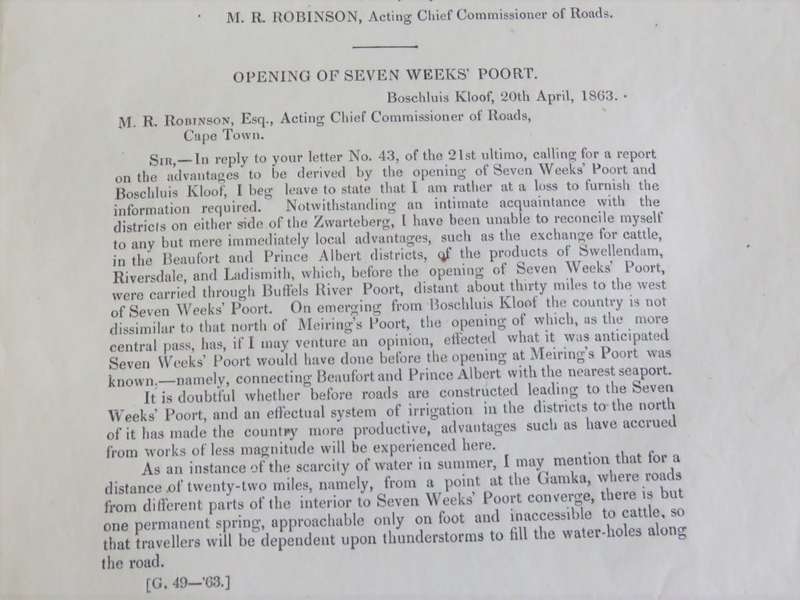 M. R. ROBINSON, Acting Chief Commissioner of Roads.
OPENING OF SEVEN WEEKS' POORT.
Boschluis Kloof, 20th April, 1863.
M. R. ROBINSON, Esq., Acting Chief Commissioner of Roads,
Cape Town.
SIR,—In reply to your letter No. 43, of the 21st ultimo, calling for a report
on the advantages to be derived by the opening of Seven Weeks' Poort and
Boschluis Kloof, I beg leave to state that I am rather at a loss to furnish the
information required. Notwithstanding an intimate acquaintance with the
districts on either side of the Zwarteberg, I have been unable to reconcile myself
to any but mere immediately local advantages, such as the exchange for cattle,
in the Beaufort and Prince Albert districts, of the products of Swellendam,
Riversdale, and Ladismith, which, before the opening of Seven Weeks' Poort,
were carried through Buffels River Poort, distant about thirty miles to the west
of Seven Weeks' Poort. On emerging from Boschluis Kloof the country is not
dissimilar to that north of Meiring's Poort, the opening of which, as the more
central pass, has, if I may venture an opinion, effected what it was anticipated
Seven Weeks' Poort would have done before the opening at Meiring's Poort was
known,—namely, connecting Beaufort and Prince Albert with the nearest seaport.
It is doubtful whether before roads are constructed leading to the Seven
Weeks' Poort, and an effectual system of irrigation in the districts to the north
of it has made the country more productive, advantages such as have accrued
from works of less magnitude will be experienced here.
As an instance of the scarcity of water in summer, I may mention that for a
distance of twenty-two miles, namely, from a point at the Gamka, where roads
from different parts of the interior to Seven Weeks' Poort converge, there is but
one permanent spring, approachable only on foot and inaccessible to cattle, so
that travellers will be dependent upon thunderstorms to fill the water-holes along
the road.
[G. 49—'63.]